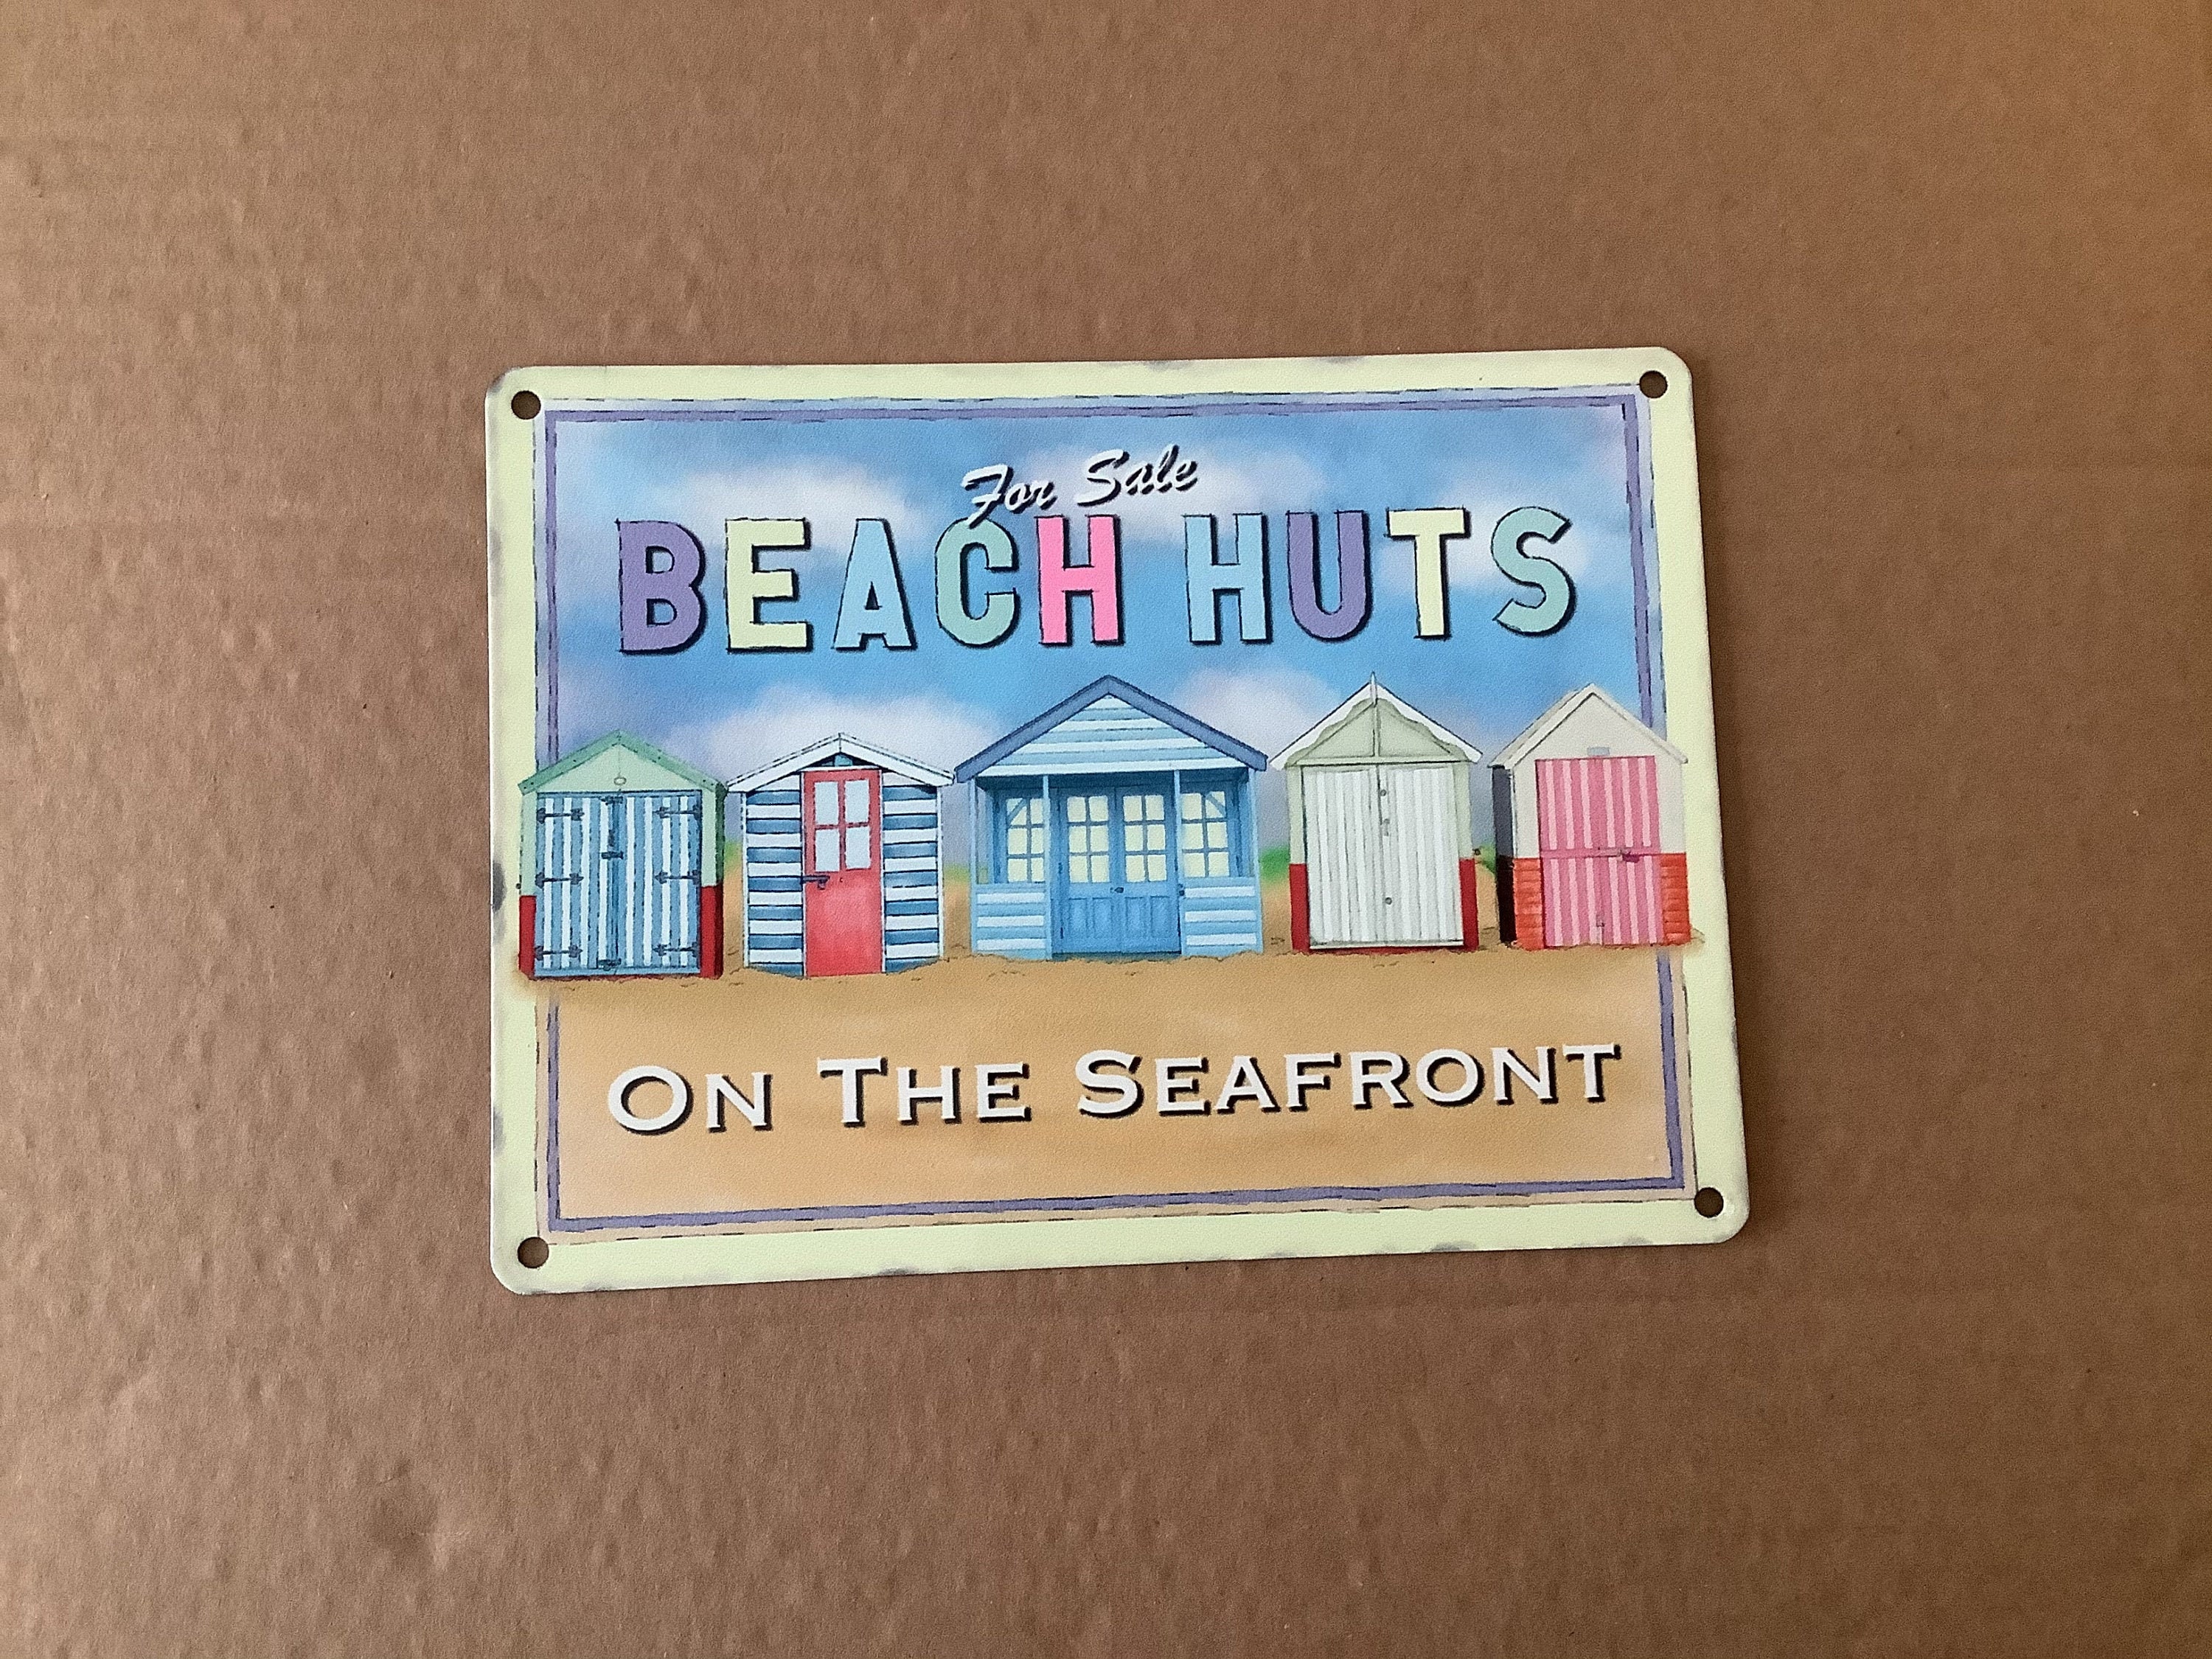 For Sale
BEACH HUTS
ON THE SEAFRONT